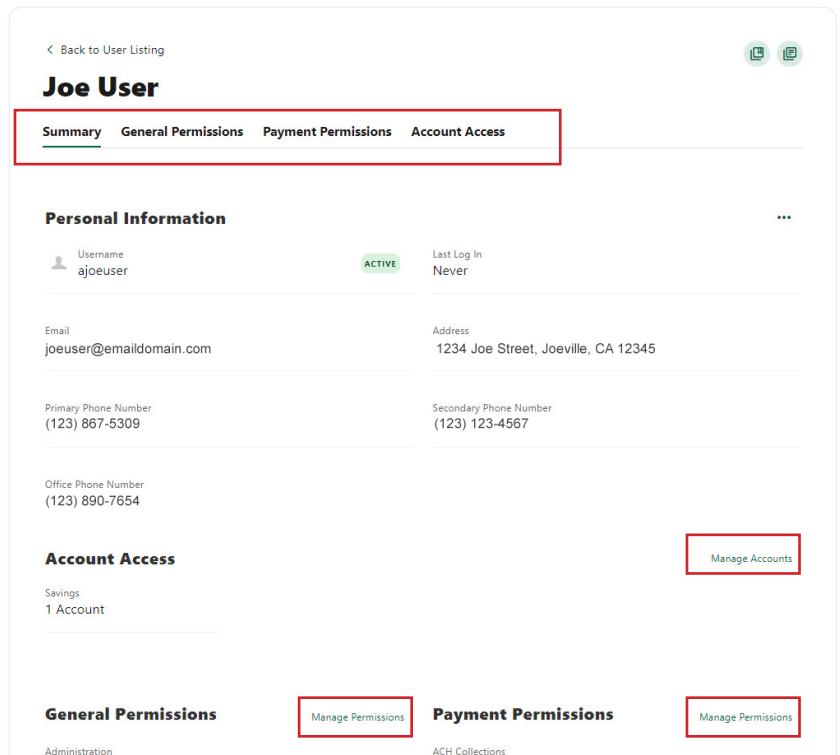 Back to User Listing
Joe User
Summary General Permissions Payment Permissions Account Access
Personal Information
Username
ajoeuser
ACTIVE
Last Log In
Never
Email
joeuser@emaildomain.com
Address
1234 Joe Street, Joeville, CA 12345
Primary Phone Number
(123) 867-5309
Secondary Phone Number
(123) 123-4567
Office Phone Number
(123) 890-7654
Account Access
Manage Accounts
Savings
1 Account
General Permissions
Manage Permissions
Payment Permissions
Manage Permissions
Administration
ACH Collections